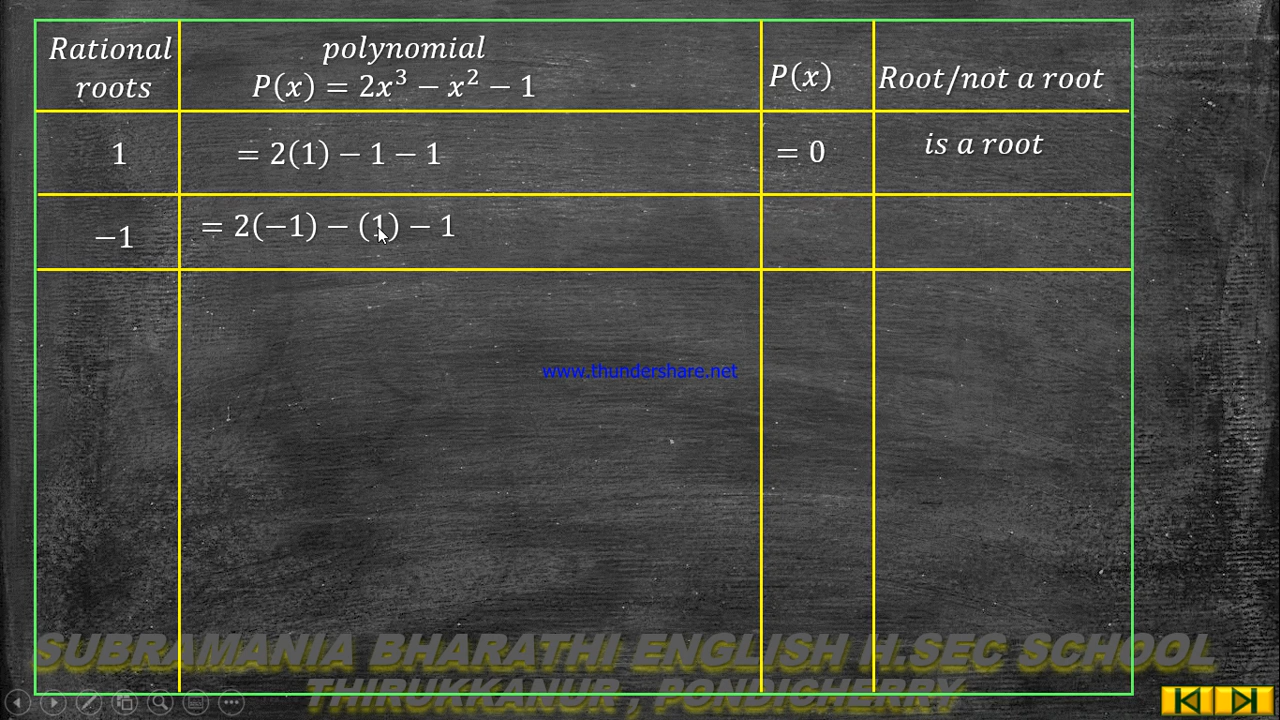 Rational roots
polynomial
P(x) = 2x³ − x² − 1
P(x)
Root/not a root
1
= 2(1) − 1 − 1
= 0
is a root
−1
= 2(−1) − (1) − 1
www.thundershare.net
SUBRAMANIA BHARATHI ENGLISH H.SEC SCHOOL
THIRUKKANUR , PONDICHERRY